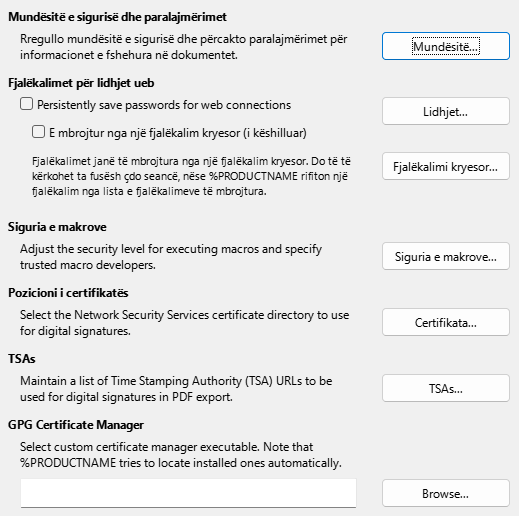 Mundësitë e sigurisë dhe paralajmërimet
Rregullo mundësitë e sigurisë dhe përcakto paralajmërimet për
informacionet e fshehura në dokumentet.
Mundësitë...
Fjalëkalimet për lidhjet ueb
Persistently save passwords for web connections
Lidhjet...
E mbrojtur nga një fjalëkalim kryesor (i këshilluar)
Fjalëkalimet janë të mbrojtura nga një fjalëkalim kryesor. Do të të
kërkohet ta fusësh çdo seancë, nëse %PRODUCTNAME rifiton një
fjalëkalim nga lista e fjalëkalimeve të mbrojtura.
Fjalëkalimi kryesor...
Siguria e makrove
Adjust the security level for executing macros and specify
trusted macro developers.
Siguria e makrove...
Pozicioni i certifikatës
Select the Network Security Services certificate directory to use
for digital signatures.
Certifikata...
TSAs
Maintain a list of Time Stamping Authority (TSA) URLs to be
used for digital signatures in PDF export.
TSAs...
GPG Certificate Manager
Select custom certificate manager executable. Note that
%PRODUCTNAME tries to locate installed ones automatically.
Browse...